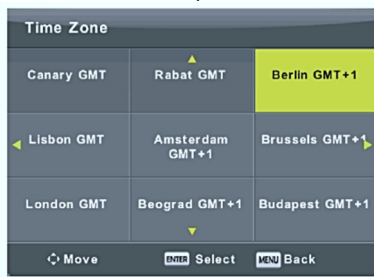 Time Zone
Canary GMT
Rabat GMT
Berlin GMT+1
Lisbon GMT
Amsterdam
GMT+1
Brussels GMT+1
London GMT
Beograd GMT+1
Budapest GMT+1
Move
ENTER Select
MENU Back